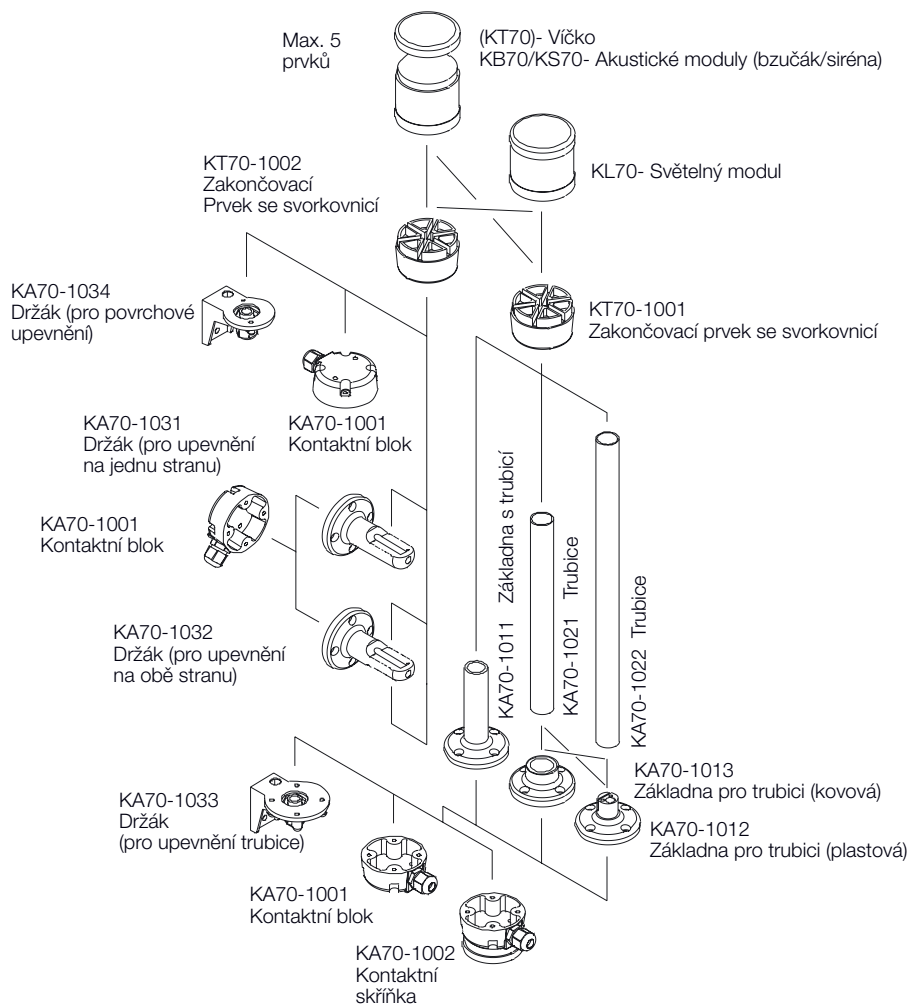 Max. 5
prvků
(KT70)- Víčko
KB70/KS70- Akustické moduly (bzučák/siréna)
KT70-1002
Zakončovací
Prvek se svorkovnicí
KL70- Světelný modul
KA70-1034
Držák (pro povrchové
upevnění)
KT70-1001
Zakončovací prvek se svorkovnicí
KA70-1031
Držák (pro upevnění
na jednu stranu)
KA70-1001
Kontaktní blok
KA70-1001
Kontaktní blok
KA70-1011 Základna s trubicí
KA70-1021 Trubice
KA70-1022 Trubice
KA70-1032
Držák (pro upevnění
na obě stranu)
KA70-1013
Základna pro trubici (kovová)
KA70-1033
Držák
(pro upevnění trubice)
KA70-1012
Základna pro trubici (plastová)
KA70-1001
Kontaktní blok
KA70-1002
Kontaktní
skříňka